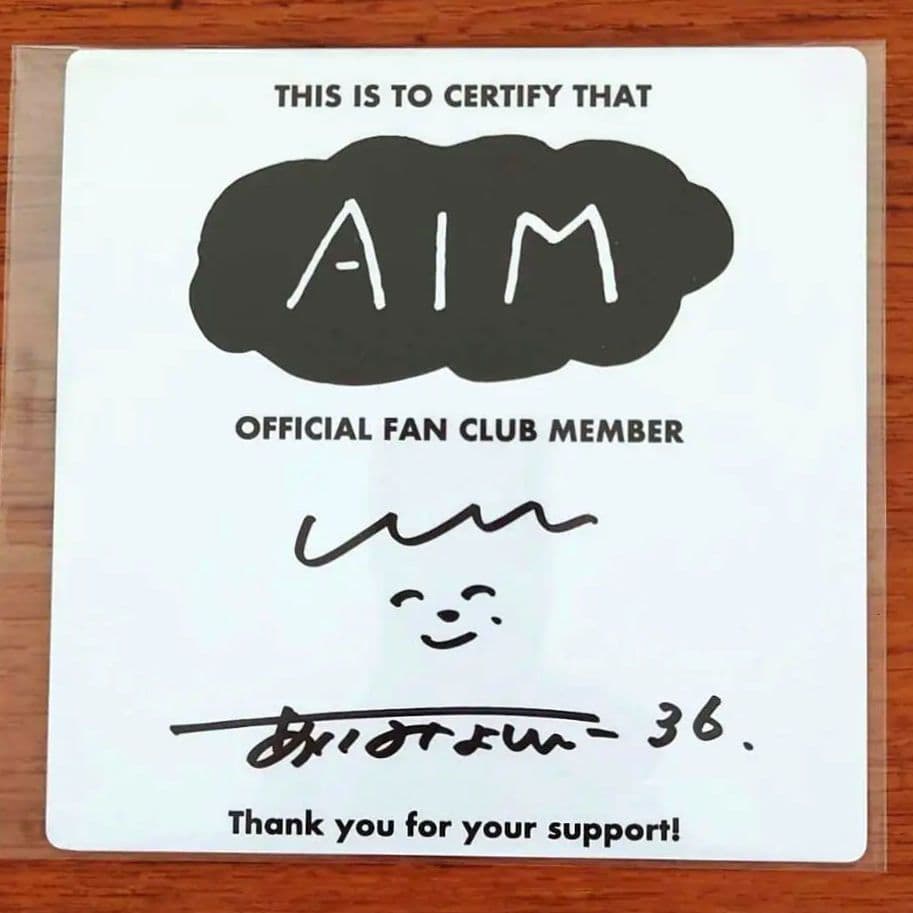 THIS IS TO CERTIFY THAT
AIM
OFFICIAL FAN CLUB MEMBER
あいみょん 36.
Thank you for your support!